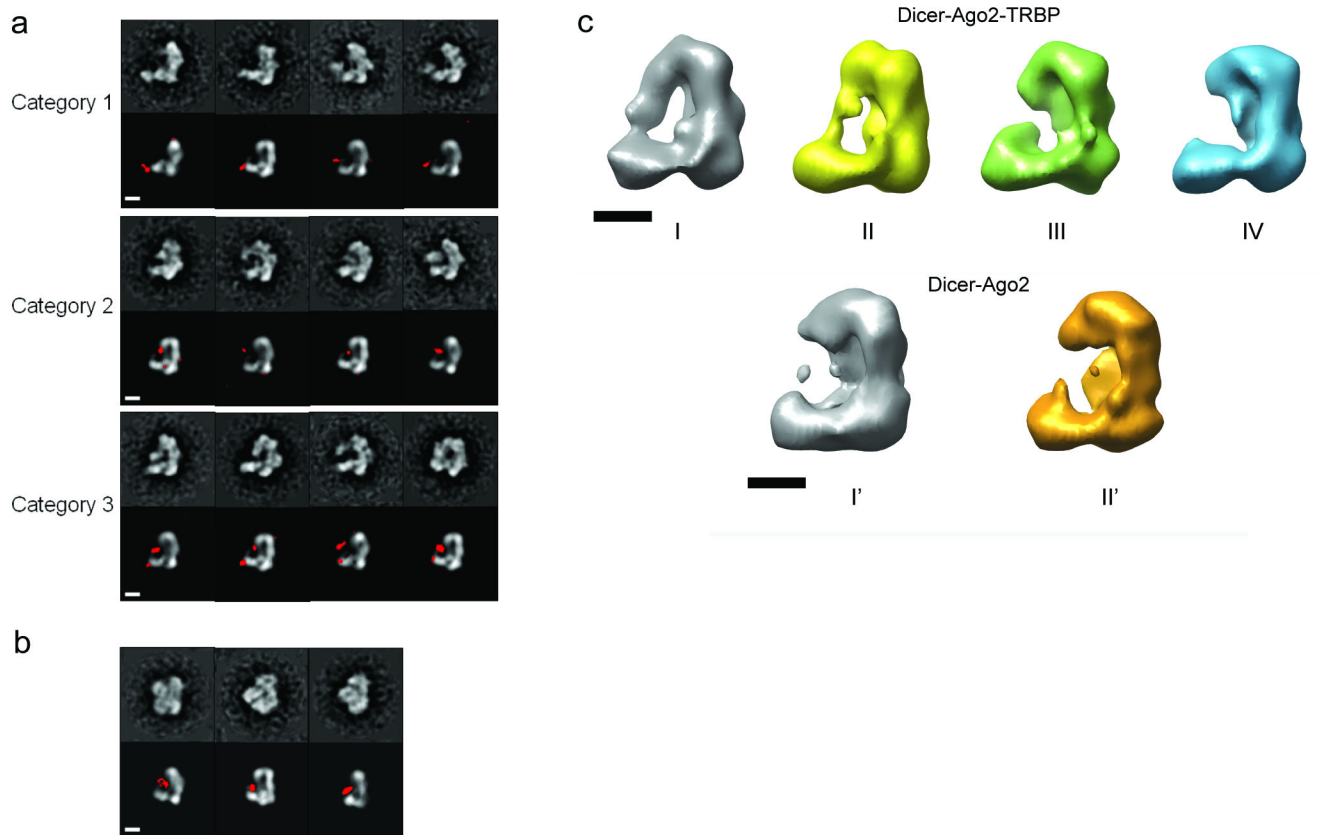 a
Category 1
Category 2
Category 3
b
c
Dicer-Ago2-TRBP
I
II
III
IV
Dicer-Ago2
I'
II'